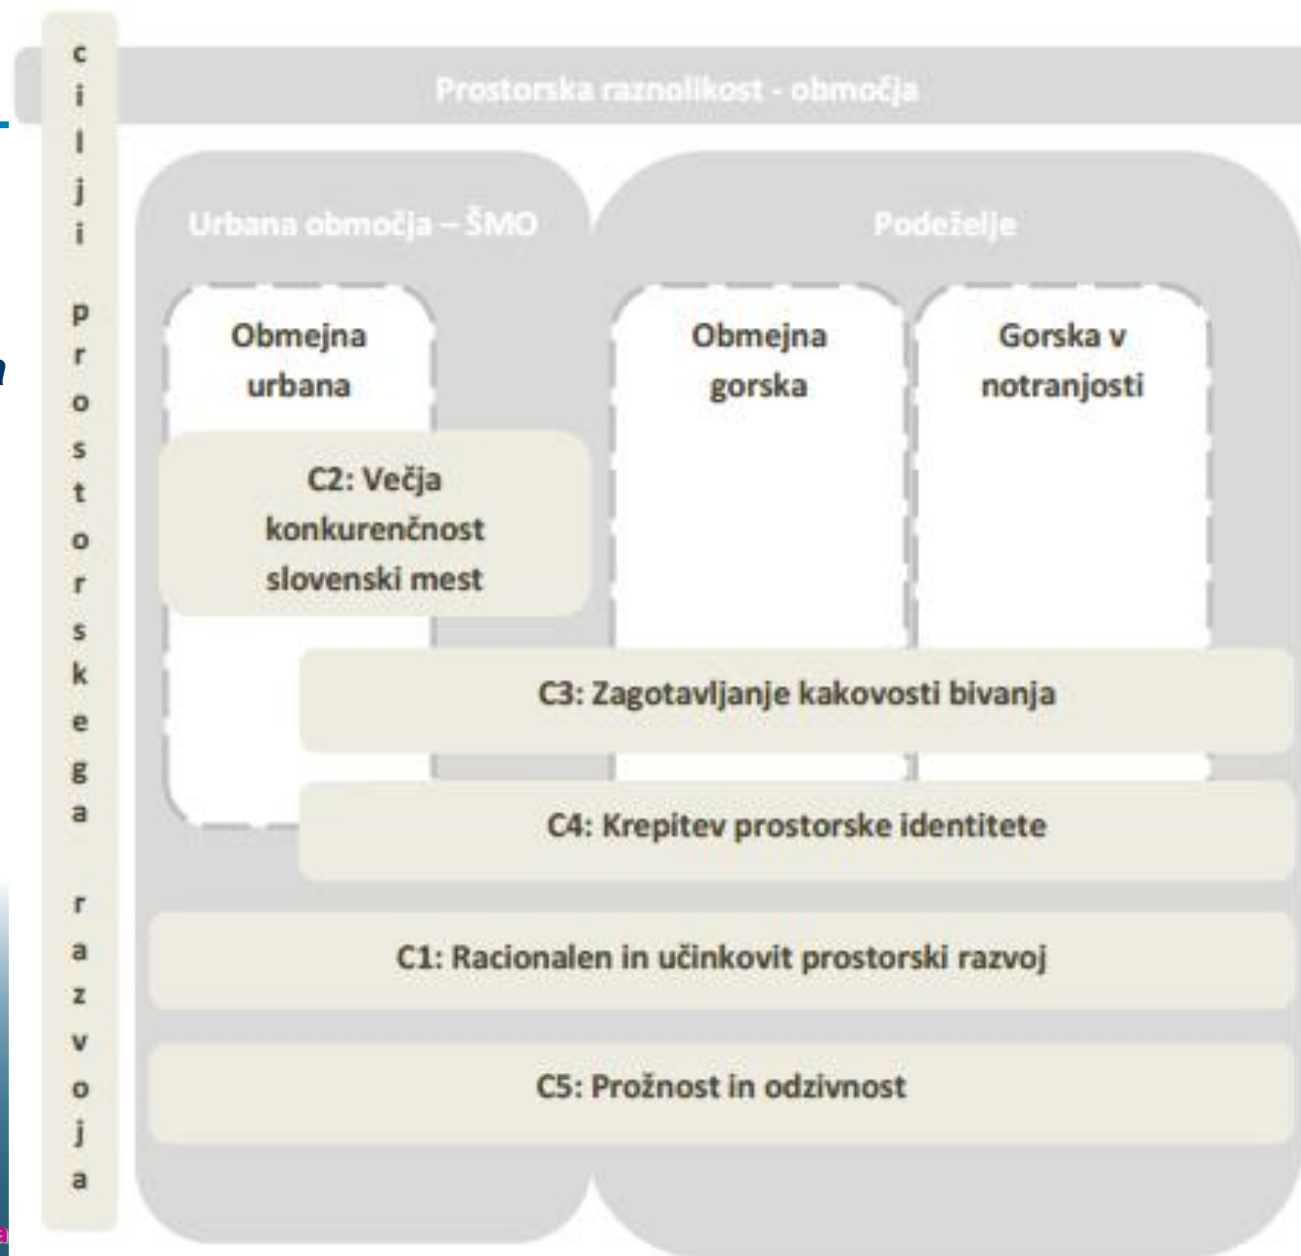 cilji prostorskega razvoja
Prostorska raznolikost - območja
Urbana območja – ŠMO
Podeželje
Obmejna
urbana
Obmejna
gorska
Gorska v
notranjosti
C2: Večja
konkurenčnost
slovenski mest
C3: Zagotavljanje kakovosti bivanja
C4: Krepitev prostorske identitete
C1: Racionalen in učinkovit prostorski razvoj
C5: Prožnost in odzivnost
a